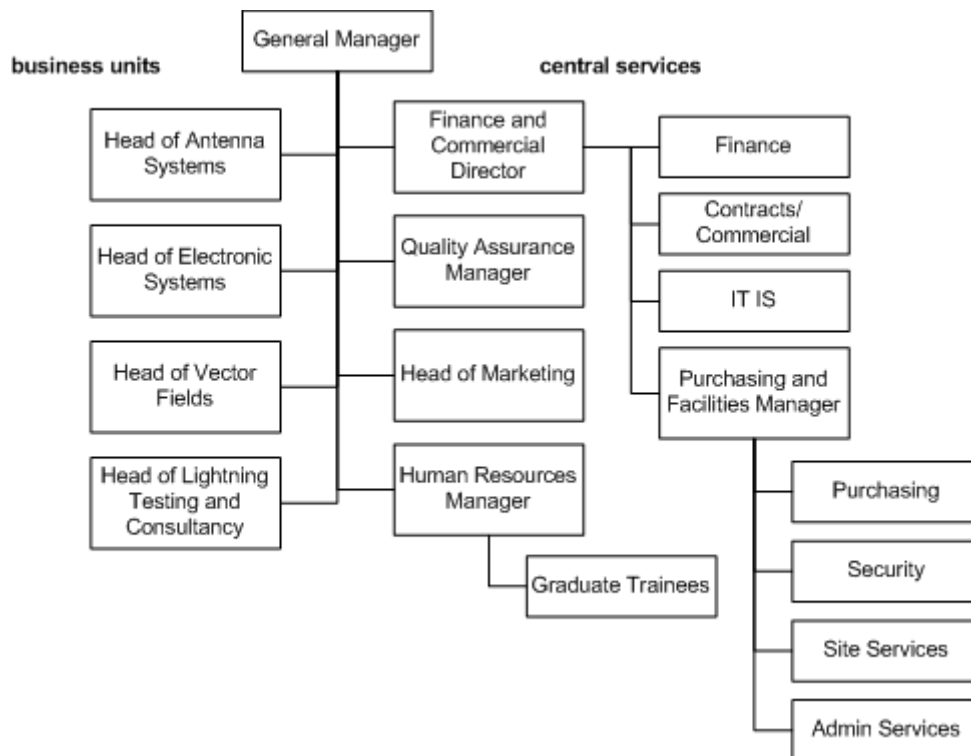 General Manager
business units
central services
Head of Antenna
Systems
Finance and
Commercial
Director
Finance
Contracts/
Commercial
Head of Electronic
Systems
Quality Assurance
Manager
IT IS
Head of Vector
Fields
Head of Marketing
Purchasing and
Facilities Manager
Head of Lightning
Testing and
Consultancy
Human Resources
Manager
Purchasing
Graduate Trainees
Security
Site Services
Admin Services